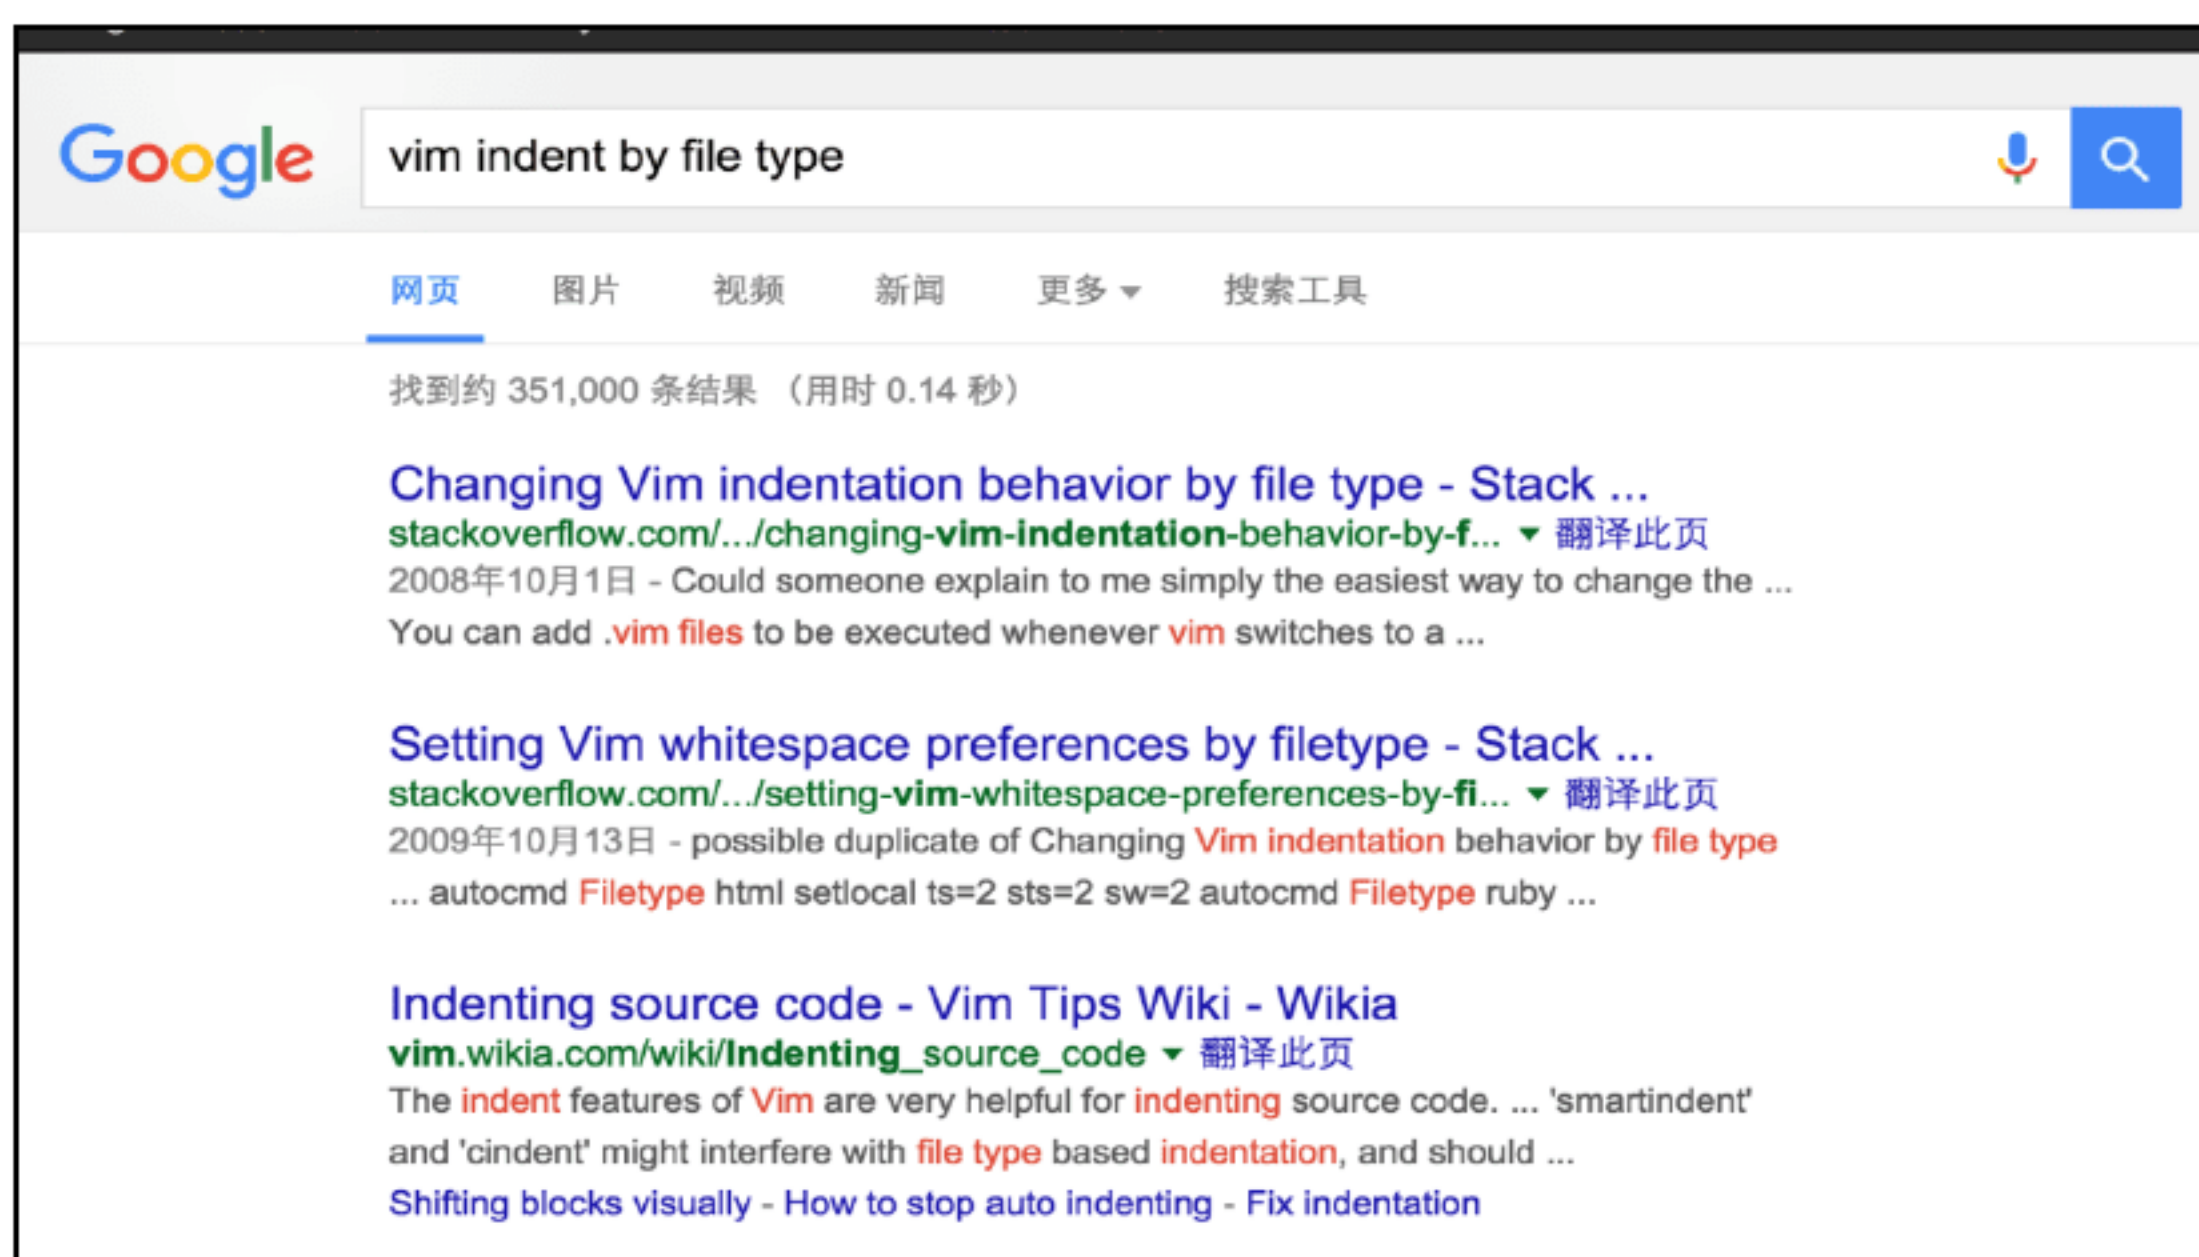 Google
vim indent by file type
网页 图片 视频 新闻 更多 搜索工具
找到约 351,000 条结果 （用时 0.14 秒）
Changing Vim indentation behavior by file type - Stack ...
stackoverflow.com/.../changing-vim-indentation-behavior-by-f... 翻译此页
2008年10月1日 - Could someone explain to me simply the easiest way to change the ...
You can add .vim files to be executed whenever vim switches to a ...
Setting Vim whitespace preferences by filetype - Stack ...
stackoverflow.com/.../setting-vim-whitespace-preferences-by-fi... 翻译此页
2009年10月13日 - possible duplicate of Changing Vim indentation behavior by file type
... autocmd Filetype html setlocal ts=2 sts=2 sw=2 autocmd Filetype ruby ...
Indenting source code - Vim Tips Wiki - Wikia
vim.wikia.com/wiki/Indenting_source_code 翻译此页
The indent features of Vim are very helpful for indenting source code. ... 'smartindent'
and 'cindent' might interfere with file type based indentation, and should ...
Shifting blocks visually - How to stop auto indenting - Fix indentation